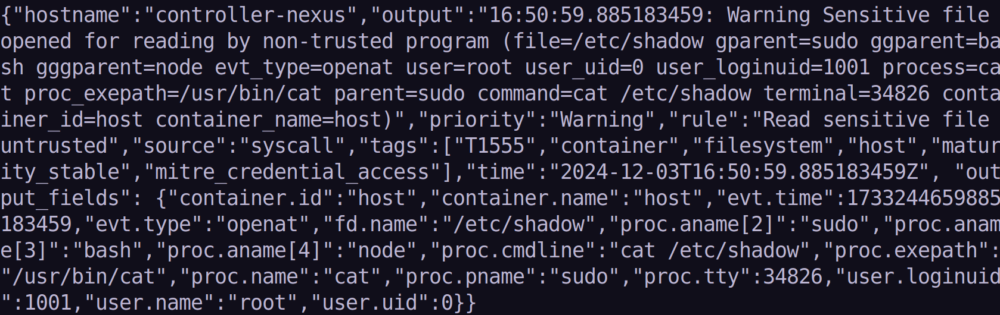 {"hostname":"controller-nexus","output":"16:50:59.885183459: Warning Sensitive file
opened for reading by non-trusted program (file=/etc/shadow gparent=sudo ggparent=ba
sh gggparent=node evt_type=openat user=root user_uid=0 user_loginuid=1001 process=ca
t proc_exepath=/usr/bin/cat parent=sudo command=cat /etc/shadow terminal=34826 conta
iner_id=host container_name=host)","priority":"Warning","rule":"Read sensitive file
untrusted","source":"syscall","tags":["T1555","container","filesystem","host","matur
ity_stable","mitre_credential_access"],"time":"2024-12-03T16:50:59.885183459Z", "out
put_fields": {"container.id":"host","container.name":"host","evt.time":1733244659885
183459,"evt.type":"openat","fd.name":"/etc/shadow","proc.aname[2]":"sudo","proc.anam
e[3]":"bash","proc.aname[4]":"node","proc.cmdline":"cat /etc/shadow","proc.exepath":
"/usr/bin/cat","proc.name":"cat","proc.pname":"sudo","proc.tty":34826,"user.loginuid
":1001,"user.name":"root","user.uid":0}}